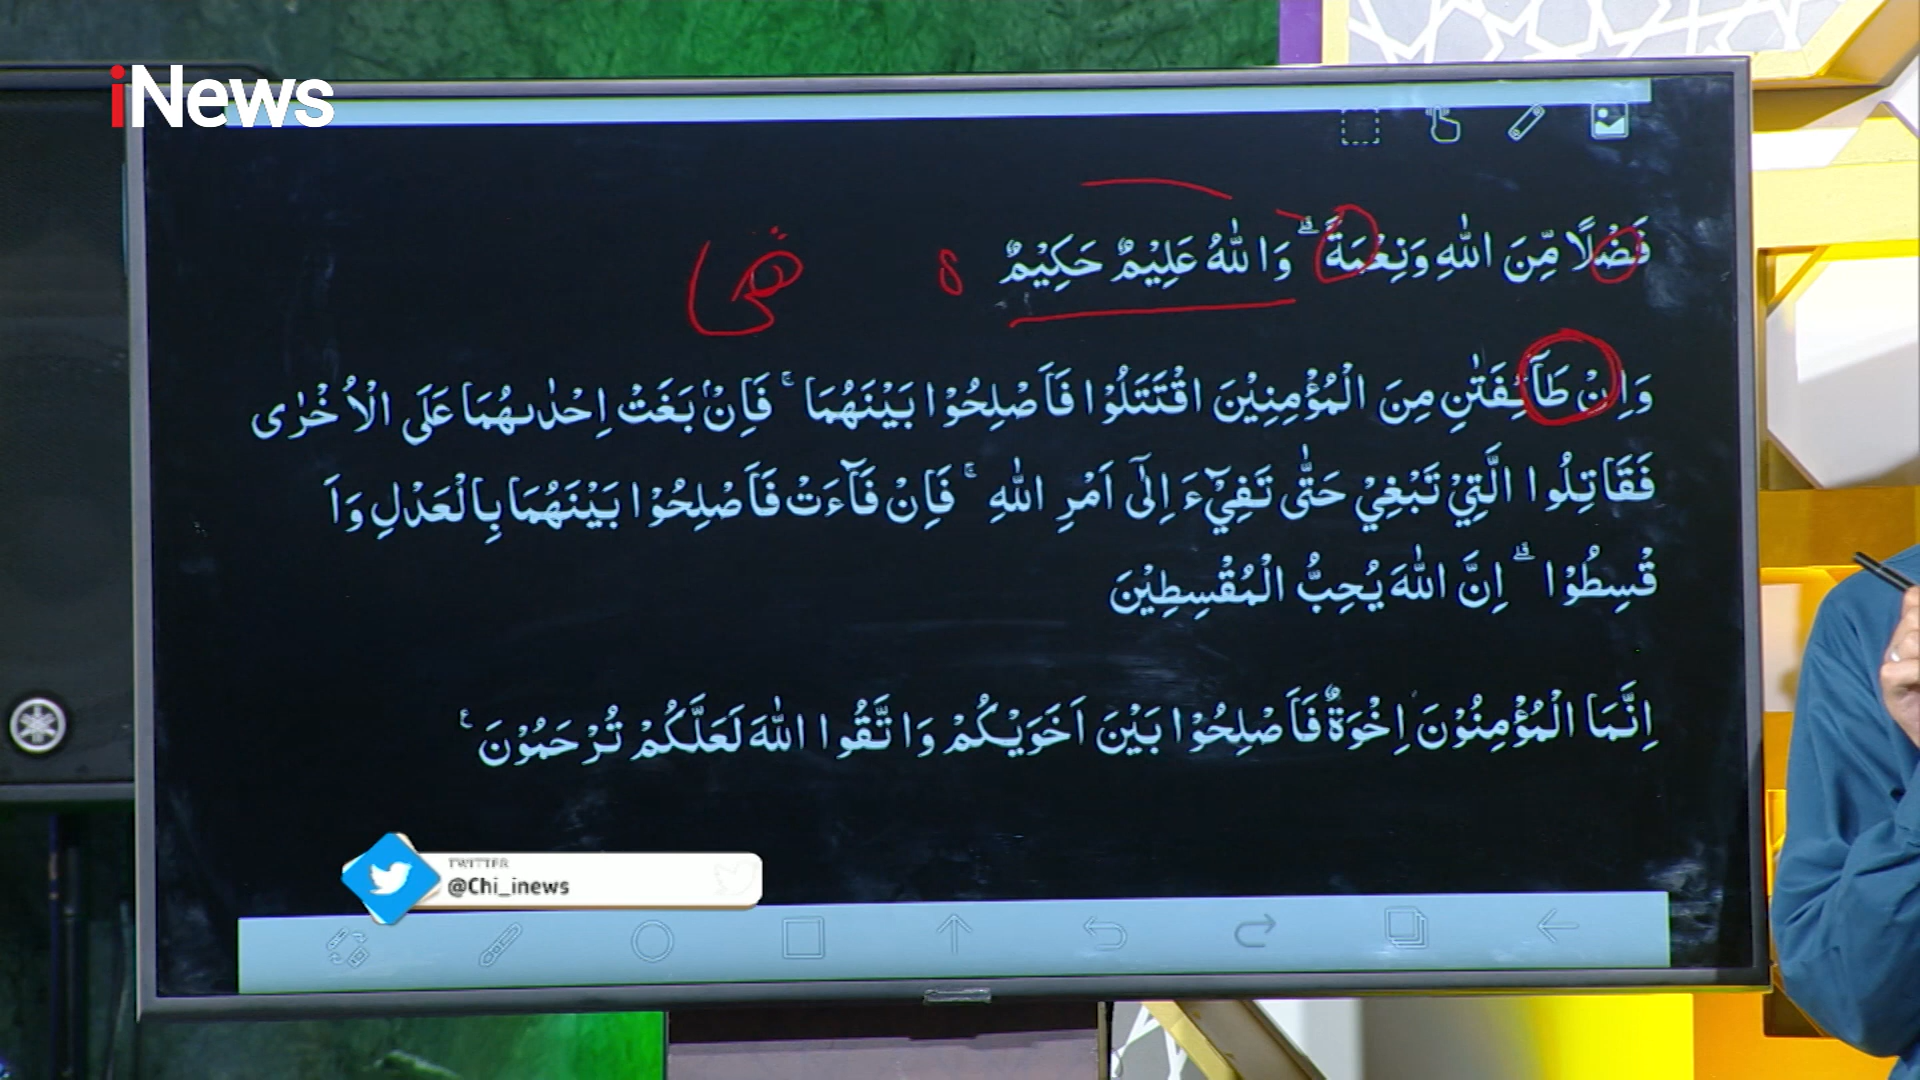 iNews
فَضْلًا مِّنَ اللّٰهِ وَنِعْمَةً ۗ وَاللّٰهُ عَلِيْمٌ حَكِيْمٌ
وَاِنْ طَاۤىِٕفَتٰنِ مِنَ الْمُؤْمِنِيْنَ اقْتَتَلُوْا فَاَصْلِحُوْا بَيْنَهُمَا ۚ فَاِنْۢ بَغَتْ اِحْدٰىهُمَا عَلَى الْاُخْرٰى
فَقَاتِلُوا الَّتِيْ تَبْغِيْ حَتّٰى تَفِيْۤءَ اِلٰٓى اَمْرِ اللّٰهِ ۚ فَاِنْ فَاۤءَتْ فَاَصْلِحُوْا بَيْنَهُمَا بِالْعَدْلِ وَاَ
قْسِطُوْا ۗ اِنَّ اللّٰهَ يُحِبُّ الْمُقْسِطِيْنَ
اِنَّمَا الْمُؤْمِنُوْنَ اِخْوَةٌ فَاَصْلِحُوْا بَيْنَ اَخَوَيْكُمْ وَاتَّقُوا اللّٰهَ لَعَلَّكُمْ تُرْحَمُوْنَ ۚ
TWITTER
@Chi_inews